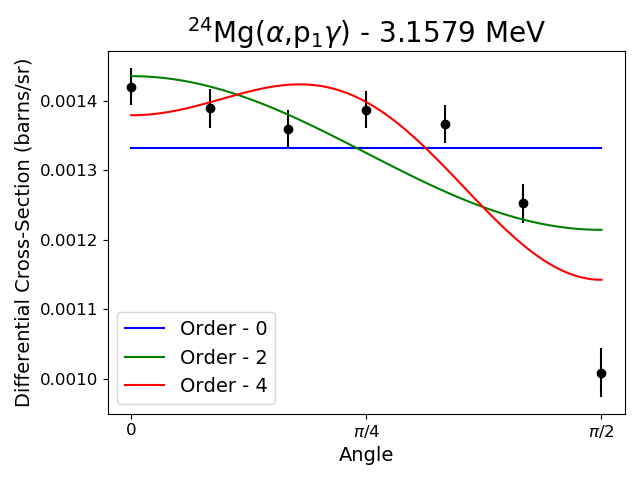 ²⁴Mg(α,p₁γ) - 3.1579 MeV
Differential Cross-Section (barns/sr)
0.0014
0.0013
0.0012
0.0011
0.0010
Order - 0
Order - 2
Order - 4
0
π/4
π/2
Angle